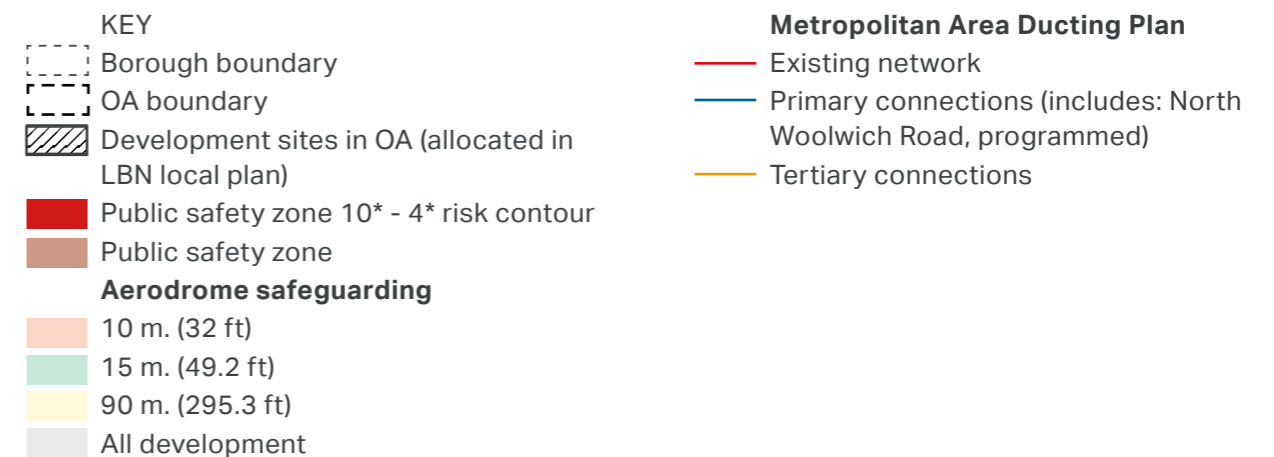 KEY
Borough boundary
OA boundary
Development sites in OA (allocated in
LBN local plan)
Public safety zone 10* - 4* risk contour
Public safety zone
Aerodrome safeguarding
10 m. (32 ft)
15 m. (49.2 ft)
90 m. (295.3 ft)
All development
Metropolitan Area Ducting Plan
Existing network
Primary connections (includes: North
Woolwich Road, programmed)
Tertiary connections